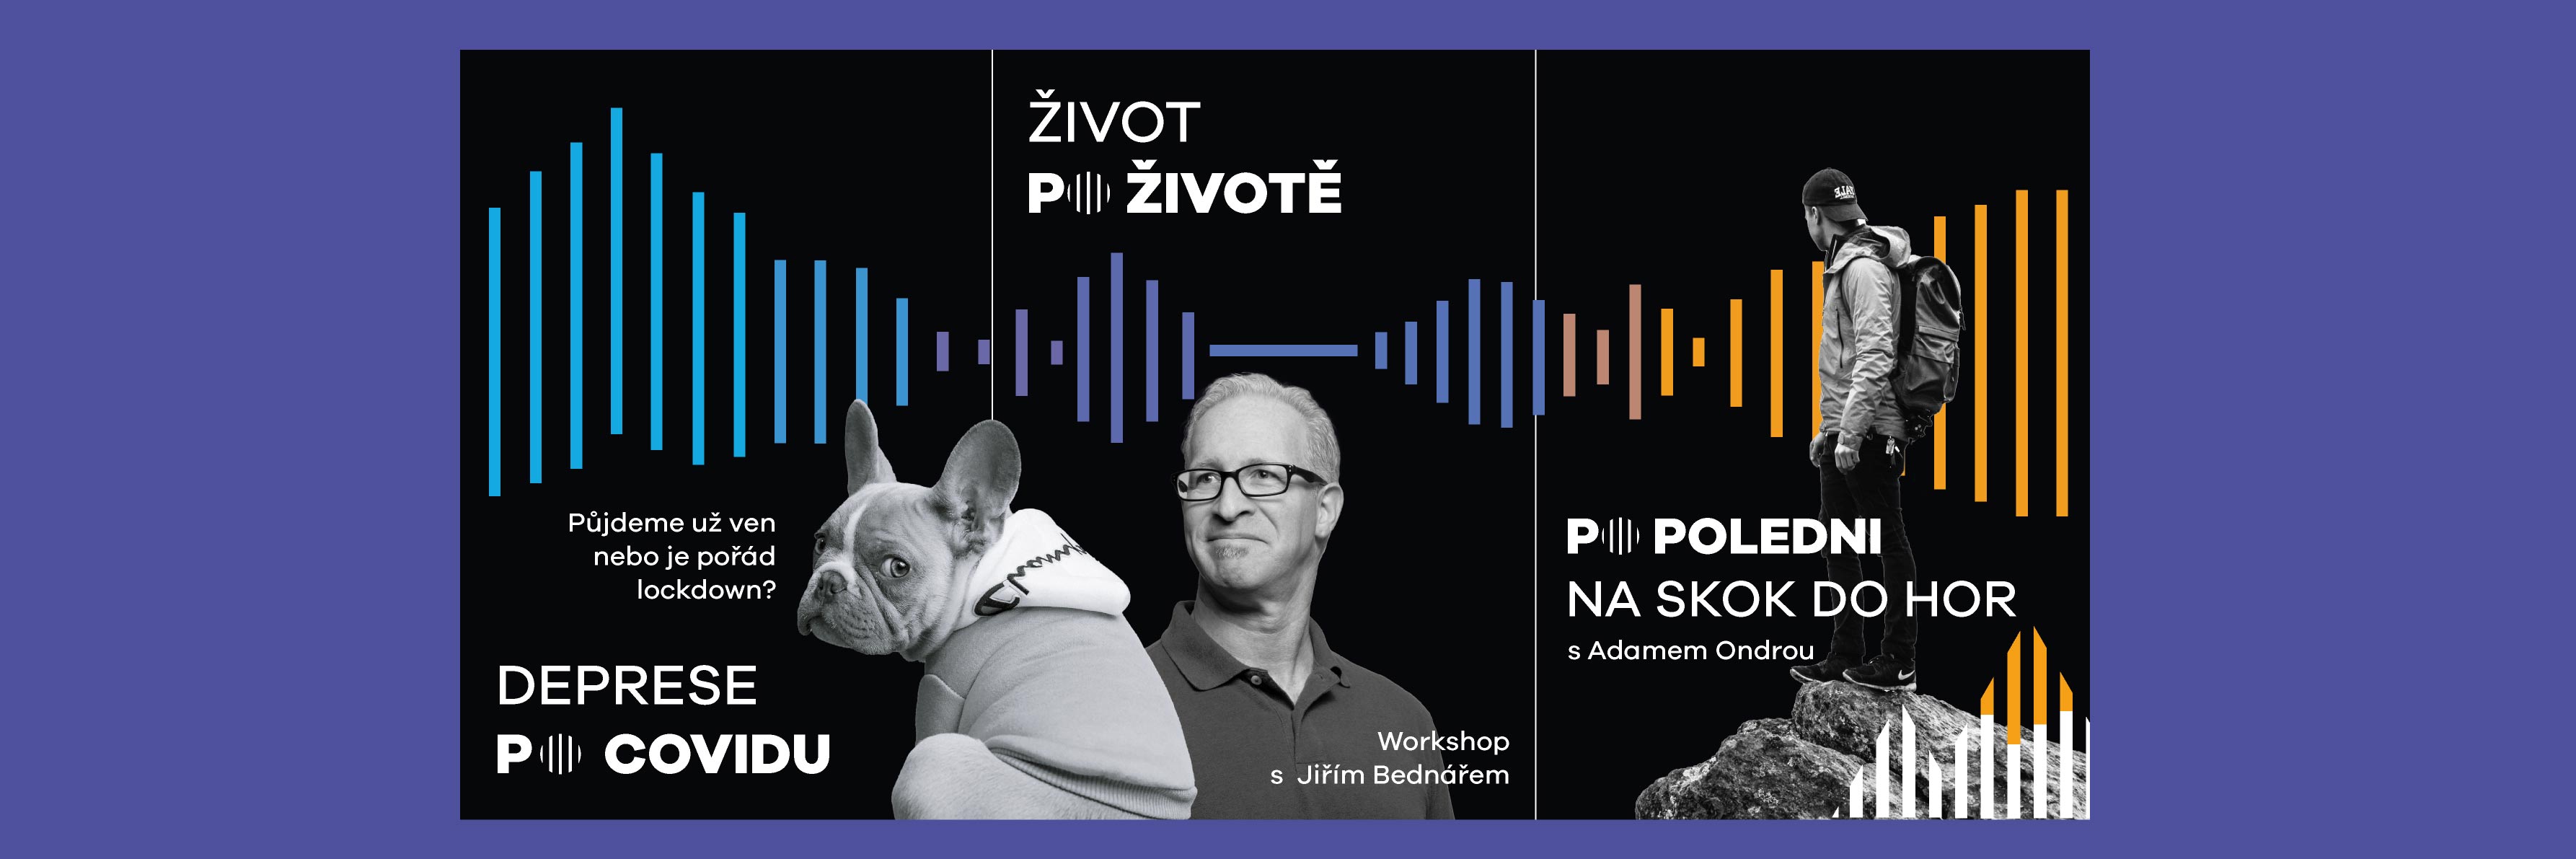 Půjdeme už ven
nebo je pořád
lockdown?
DEPRESE
PO COVIDU
ŽIVOT
PO ŽIVOTĚ
Workshop
s Jiřím Bednářem
PO POLEDNI
NA SKOK DO HOR
s Adamem Ondrou